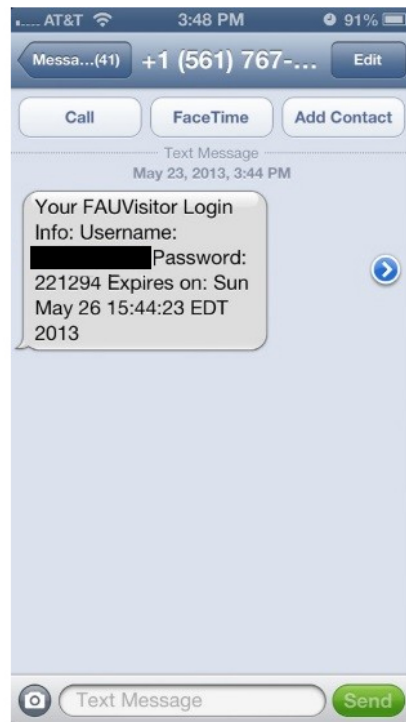 AT&T 3:48 PM 91%
Messa...(41) +1 (561) 767-... Edit
Call FaceTime Add Contact
Text Message
May 23, 2013, 3:44 PM
Your FAUVisitor Login
Info: Username:
Password:
221294 Expires on: Sun
May 26 15:44:23 EDT
2013
Text Message Send